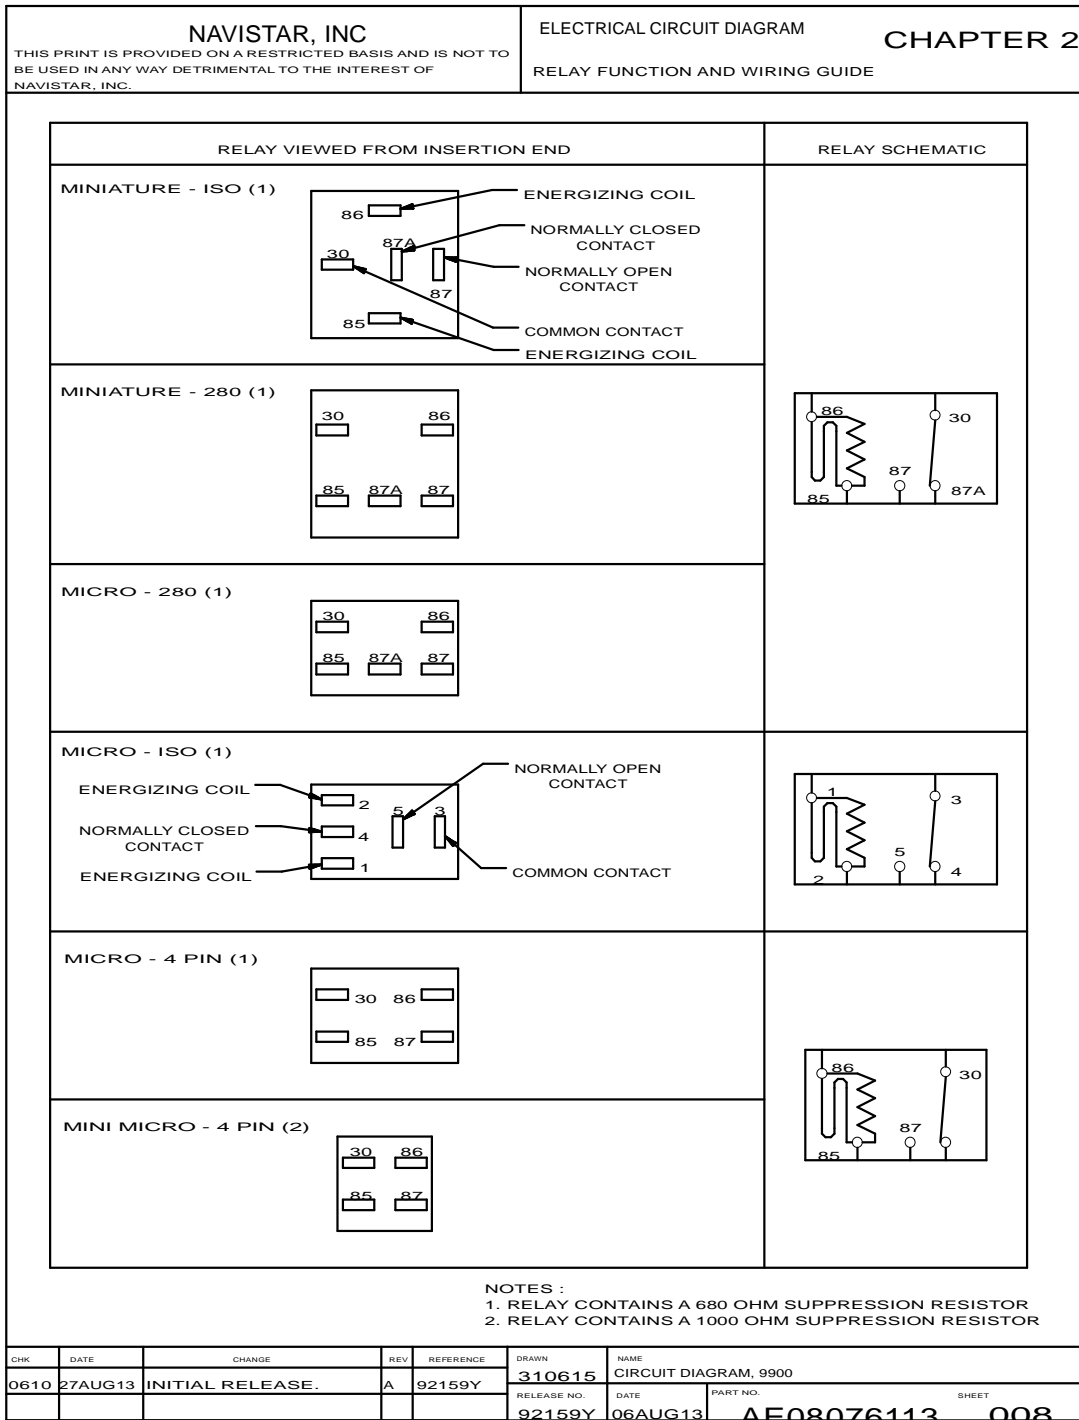 NAVISTAR, INC
THIS PRINT IS PROVIDED ON A RESTRICTED BASIS AND IS NOT TO
BE USED IN ANY WAY DETRIMENTAL TO THE INTEREST OF
NAVISTAR, INC.
ELECTRICAL CIRCUIT DIAGRAM
RELAY FUNCTION AND WIRING GUIDE
CHAPTER 2
RELAY VIEWED FROM INSERTION END
RELAY SCHEMATIC
MINIATURE - ISO (1)
86
30
87A
87
85
ENERGIZING COIL
NORMALLY CLOSED
CONTACT
NORMALLY OPEN
CONTACT
COMMON CONTACT
ENERGIZING COIL
MINIATURE - 280 (1)
30 86
85 87A 87
86
30
87
85
87A
MICRO - 280 (1)
30 86
85 87A 87
MICRO - ISO (1)
ENERGIZING COIL
NORMALLY CLOSED
CONTACT
ENERGIZING COIL
2
4
1
5 3
NORMALLY OPEN
CONTACT
COMMON CONTACT
1
3
5
2
4
MICRO - 4 PIN (1)
30 86
85 87
86
30
87
85
MINI MICRO - 4 PIN (2)
30 86
85 87
NOTES :
1. RELAY CONTAINS A 680 OHM SUPPRESSION RESISTOR
2. RELAY CONTAINS A 1000 OHM SUPPRESSION RESISTOR
CHK DATE CHANGE REV REFERENCE
0610 27AUG13 INITIAL RELEASE. A 92159Y
DRAWN
310615
NAME
CIRCUIT DIAGRAM, 9900
RELEASE NO.
92159Y
DATE
06AUG13
PART NO.
AE08076113
SHEET
008